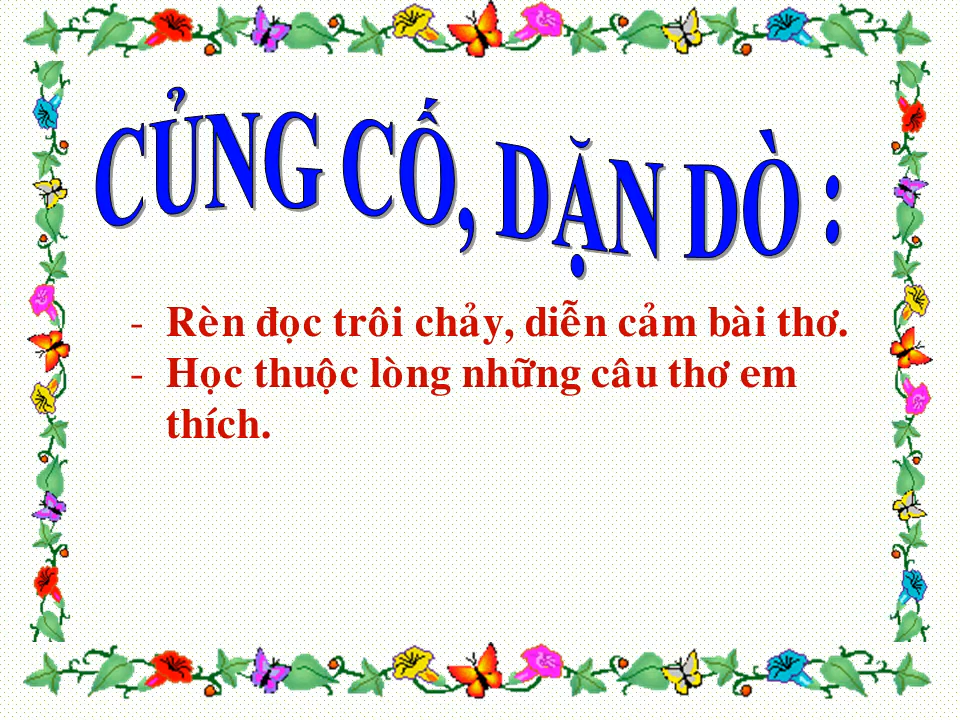 CỦNG CỐ, DẶN DÒ :
- Rèn đọc trôi chảy, diễn cảm bài thơ.
- Học thuộc lòng những câu thơ em
thích.